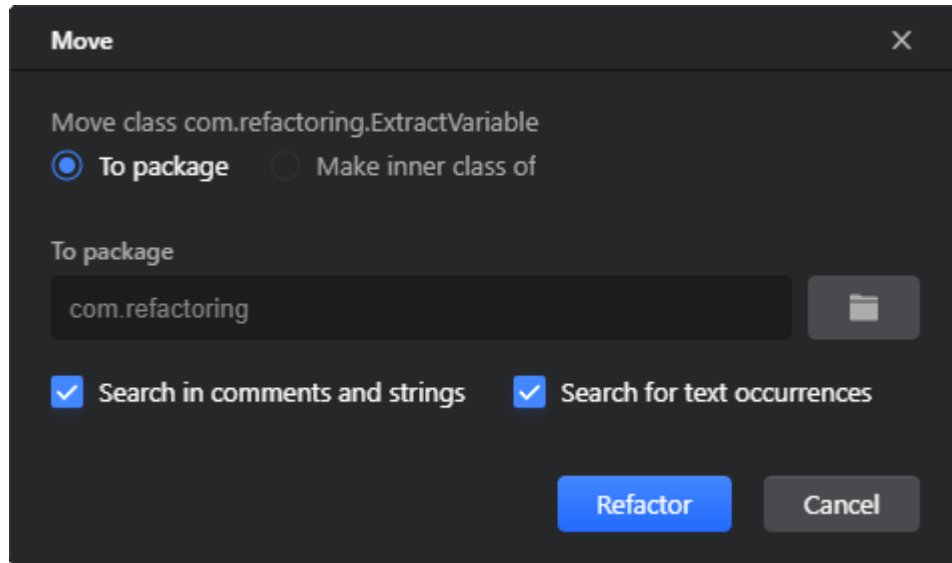 Move
Move class com.refactoring.ExtractVariable
To package Make inner class of
To package
com.refactoring
Search in comments and strings Search for text occurrences
Refactor Cancel